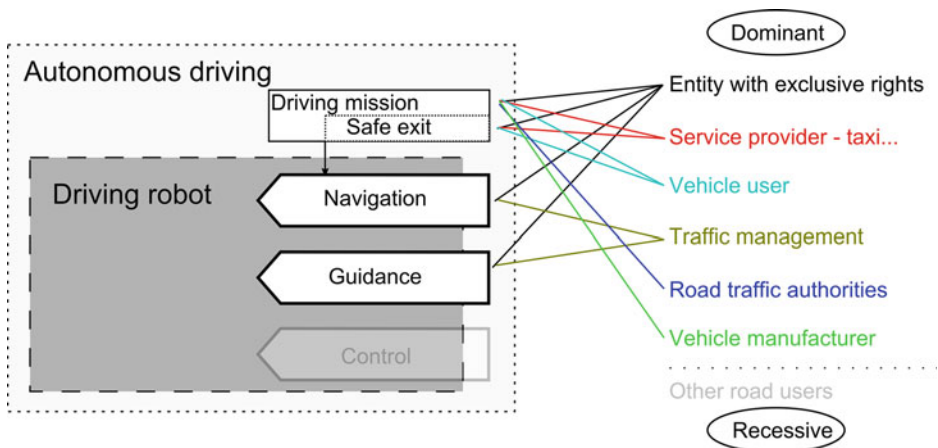 Dominant
Autonomous driving
Driving mission
Safe exit
Entity with exclusive rights
Service provider - taxi...
Driving robot
Navigation
Vehicle user
Traffic management
Guidance
Road traffic authorities
Vehicle manufacturer
Control
Other road users
Recessive